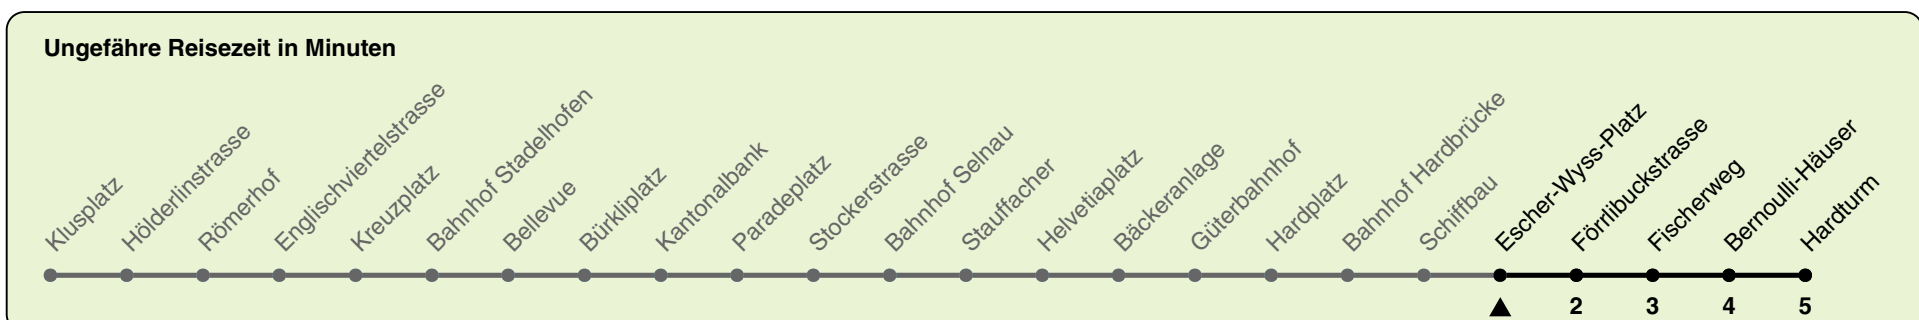 Ungefähre Reisezeit in Minuten
Klusplatz
Hölderlinstrasse
Römerhof
Englischviertelstrasse
Kreuzplatz
Bahnhof Stadelhofen
Bellevue
Bürkliplatz
Kantonalbank
Paradeplatz
Stockerstrasse
Bahnhof Selnau
Stauffacher
Helvetiaplatz
Bäckeranlage
Güterbahnhof
Hardplatz
Bahnhof Hardbrücke
Schiffbau
Escher-Wyss-Platz
Förrlibuckstrasse
Fischerweg
Bernoulli-Häuser
Hardturm
2 3 4 5